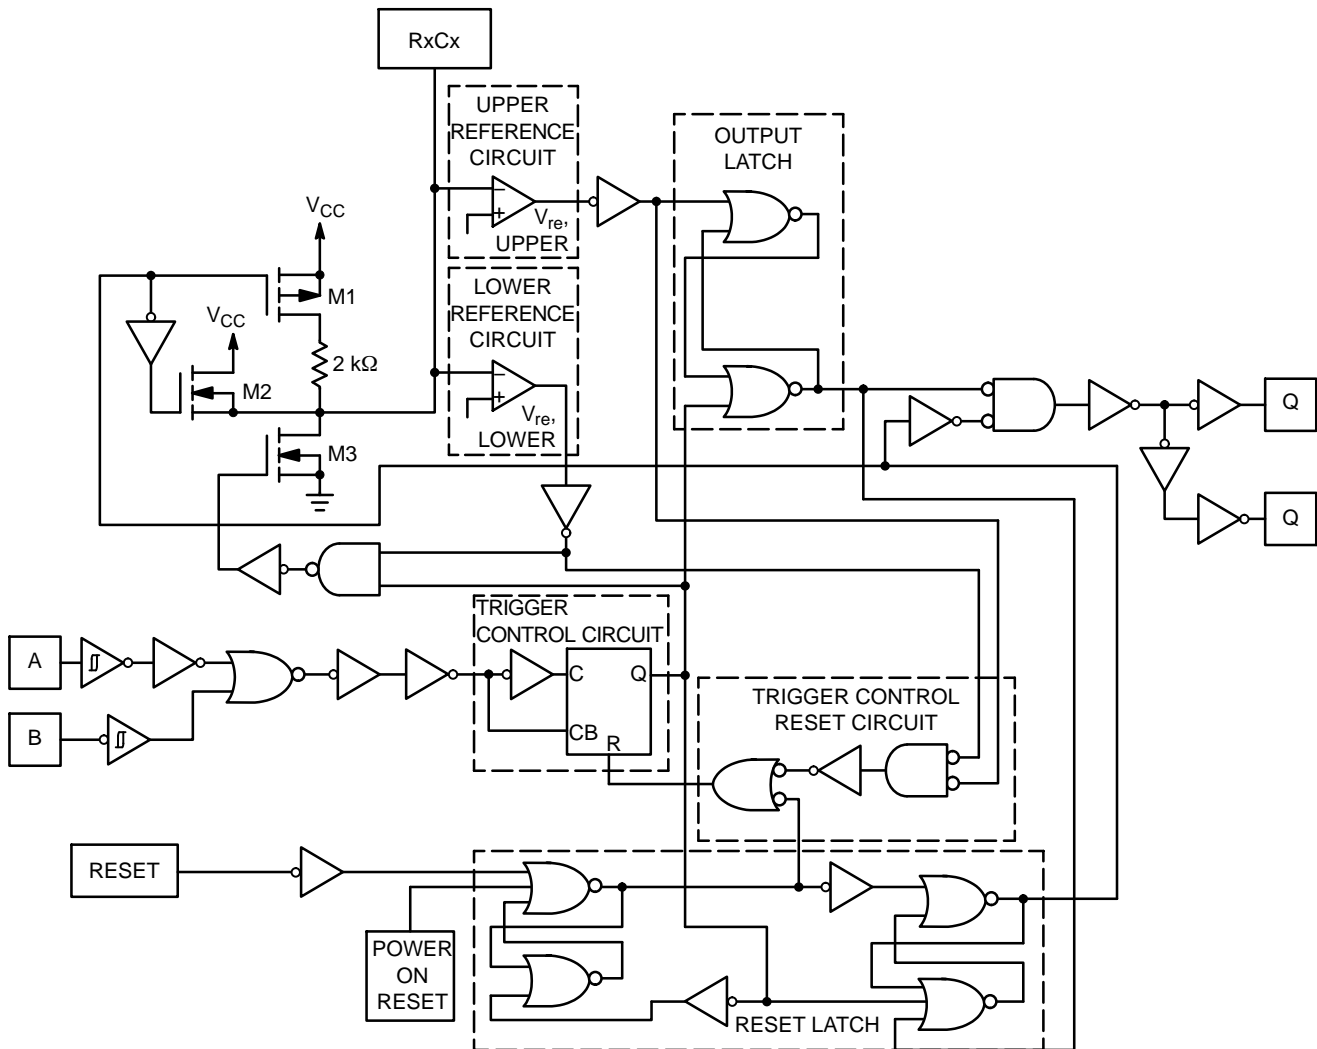 RxCx
UPPER
REFERENCE
CIRCUIT
−
+
Vre,
UPPER
OUTPUT
LATCH
VCC
M1
LOWER
REFERENCE
CIRCUIT
−
+
Vre,
LOWER
VCC
M2
2 kΩ
M3
Q
Q
TRIGGER
CONTROL CIRCUIT
C
Q
CB
R
A
B
TRIGGER CONTROL
RESET CIRCUIT
RESET
POWER
ON
RESET
RESET LATCH